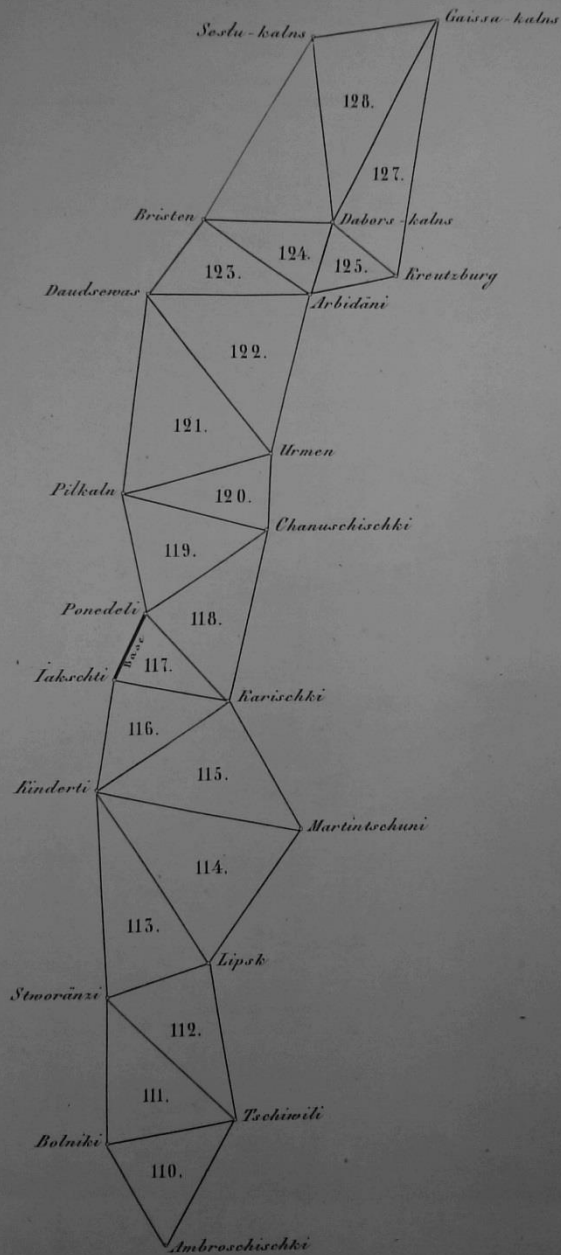 Gaissa-kalns
Seslu-kalns
128.
127.
Bristen
Dabors-kalns
124.
125.
123.
Kreutzburg
Daudsewas
Arbidäni
122.
121.
Urmen
Pilkaln
120.
Chanuschischki
119.
Ponedeli
118.
Base
117.
Iakschti
Karischki
116.
115.
Kinderti
Martintschuni
114.
113.
Lipsk
Stworänzi
112.
111.
Tschiwili
Bolniki
110.
Ambroschischki